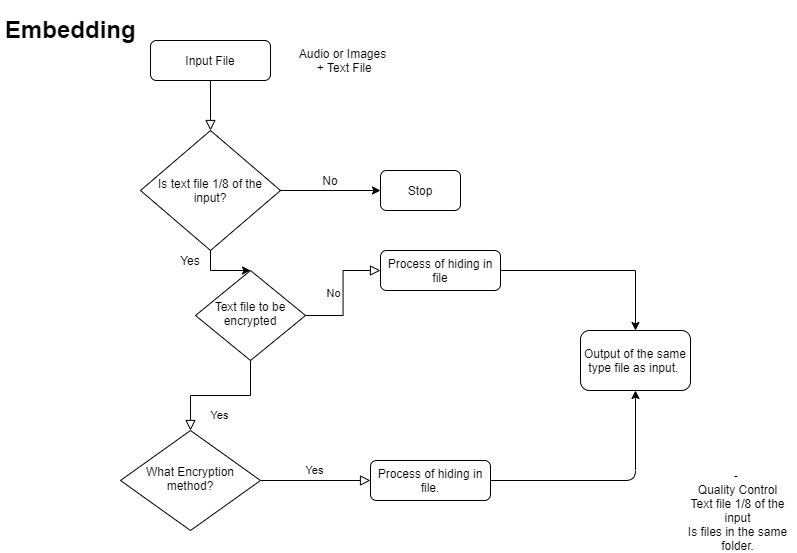 Embedding
Input File
Audio or Images
+ Text File
Is text file 1/8 of the
input?
No
Stop
Yes
Process of hiding in
file
No
Text file to be
encrypted
Output of the same
type file as input.
Yes
What Encryption
method?
Yes
Process of hiding in
file.
-
Quality Control
Text file 1/8 of the
input
Is files in the same
folder.